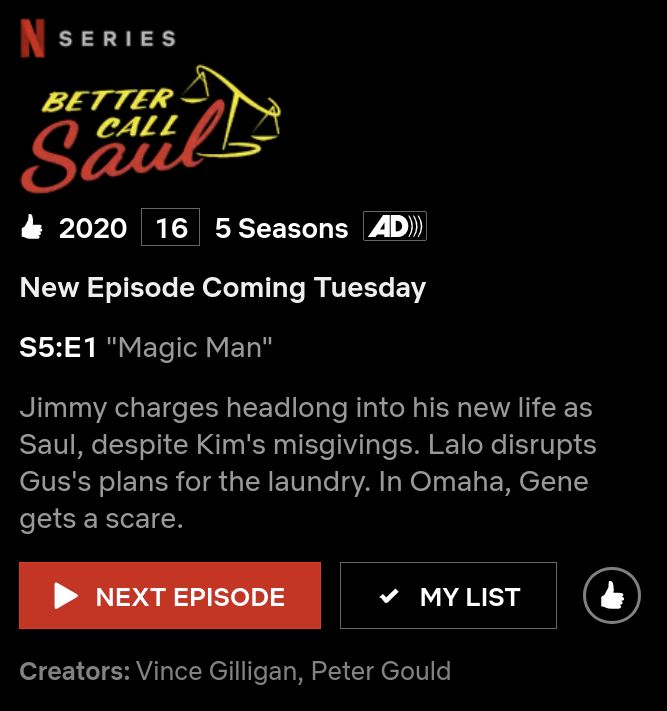 N SERIES
BETTER
CALL
Saul
2020 16 5 Seasons AD)))
New Episode Coming Tuesday
S5:E1 "Magic Man"
Jimmy charges headlong into his new life as
Saul, despite Kim's misgivings. Lalo disrupts
Gus's plans for the laundry. In Omaha, Gene
gets a scare.
NEXT EPISODE MY LIST
Creators: Vince Gilligan, Peter Gould